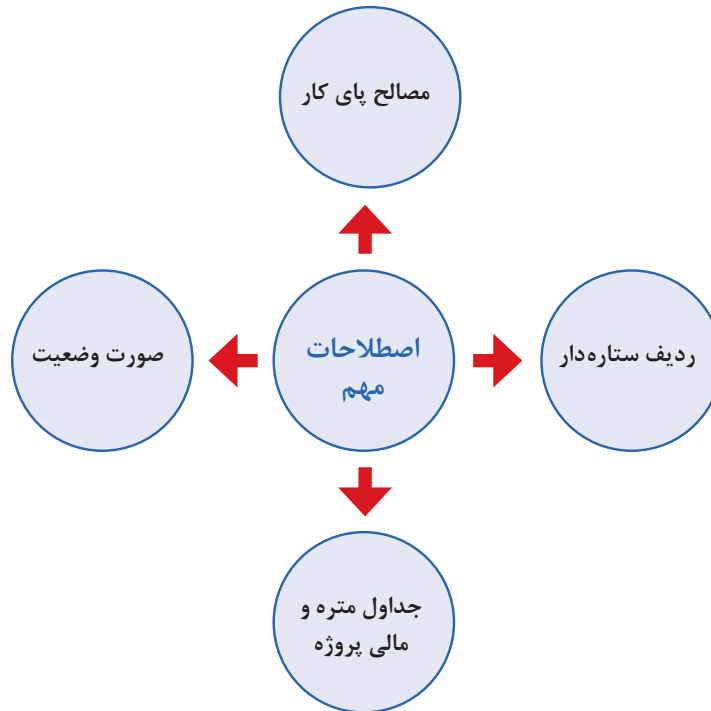 مصالح پای کار
ردیف ستاره‌دار
اصطلاحات
مهم
صورت وضعیت
جداول متره و
مالی پروژه